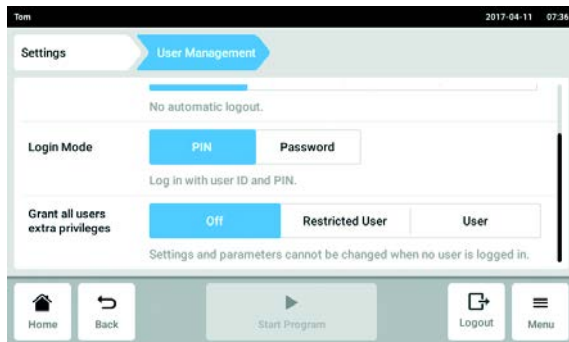 Tom 2017-04-11 07:36
Settings User Management
No automatic logout.
Login Mode PIN Password
Log in with user ID and PIN.
Grant all users
extra privileges
Off Restricted User User
Settings and parameters cannot be changed when no user is logged in.
Home Back Start Program Logout Menu